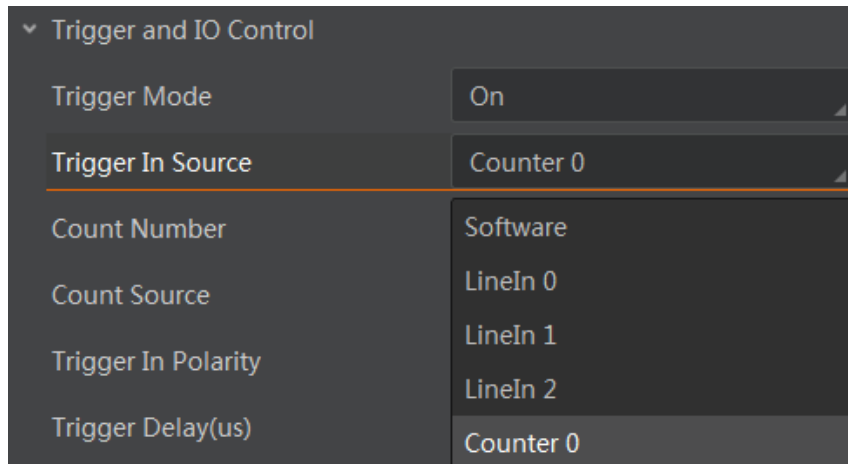 Trigger and IO Control
Trigger Mode On
Trigger In Source Counter 0
Count Number Software
LineIn 0
Count Source
LineIn 1
Trigger In Polarity
LineIn 2
Trigger Delay(us)
Counter 0